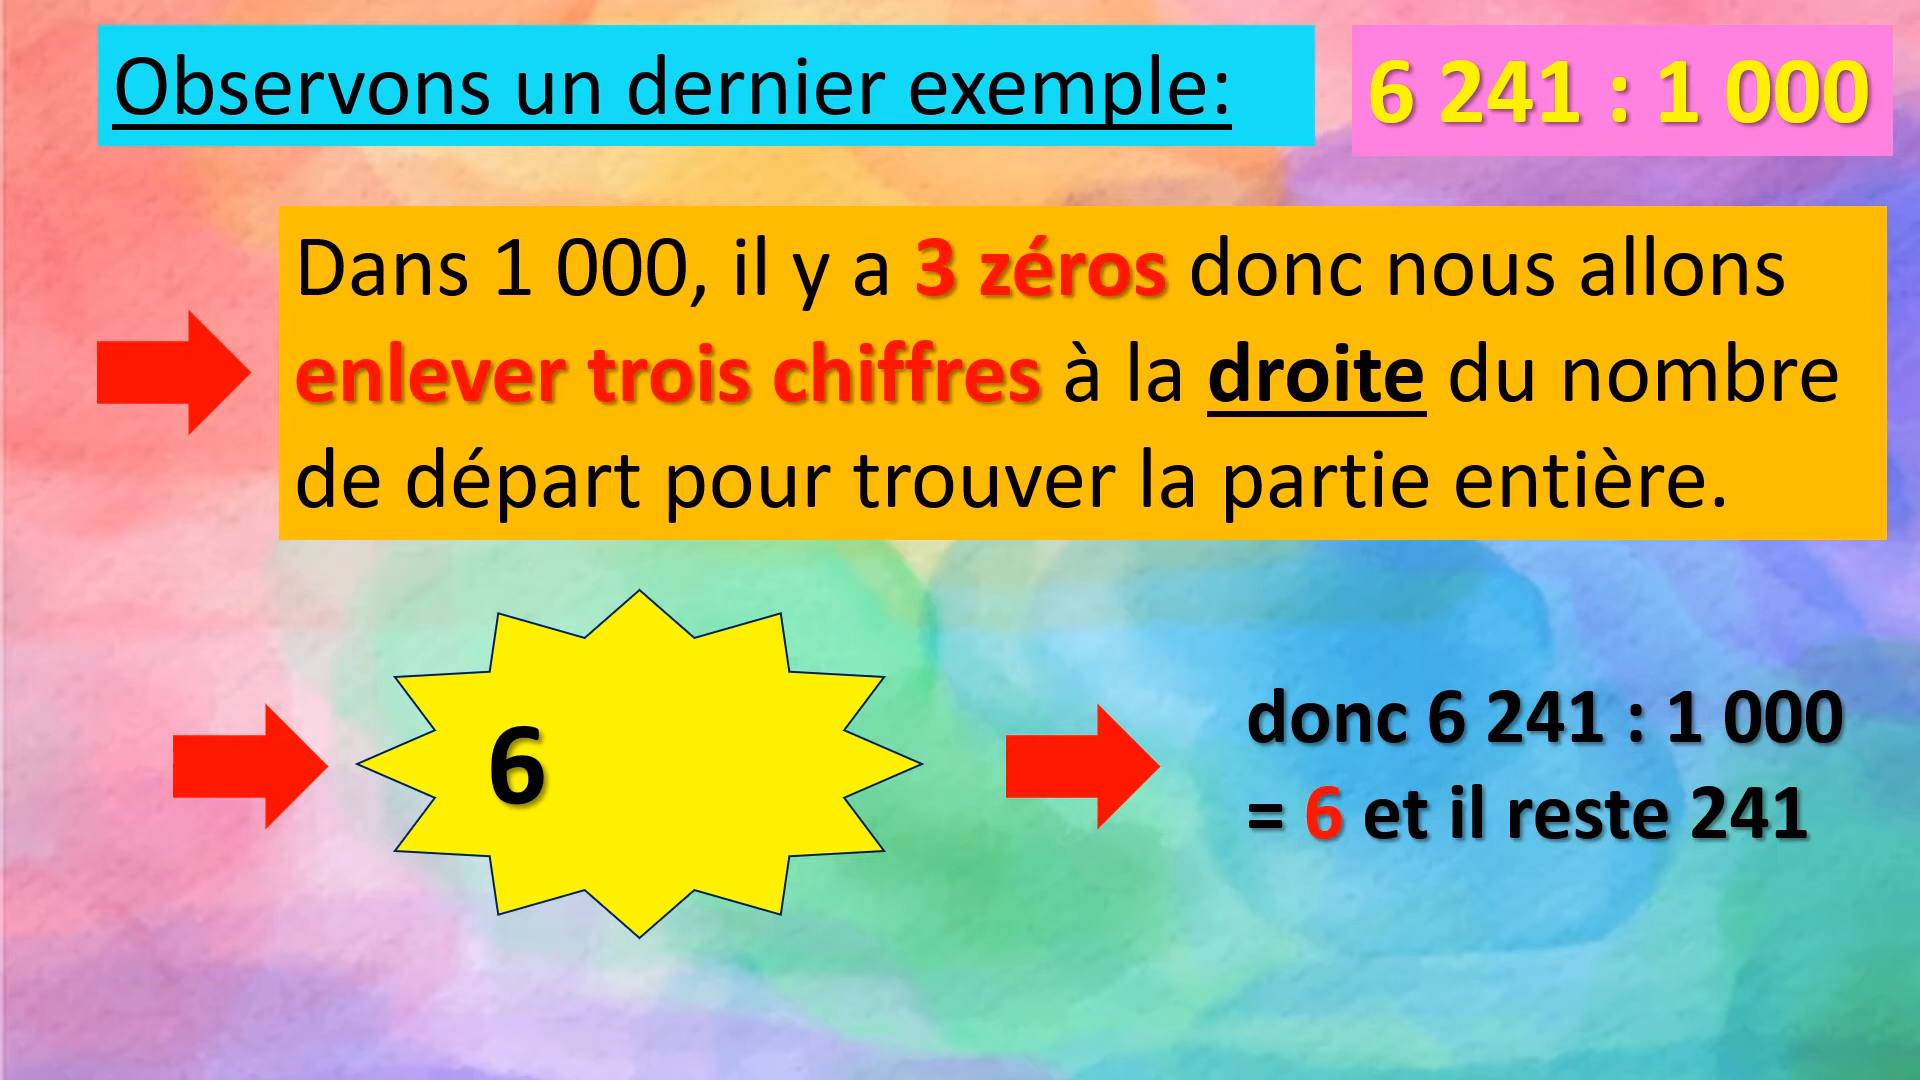 Observons un dernier exemple:
6 241 : 1 000
Dans 1 000, il y a 3 zéros donc nous allons
enlever trois chiffres à la droite du nombre
de départ pour trouver la partie entière.
6
donc 6 241 : 1 000
= 6 et il reste 241